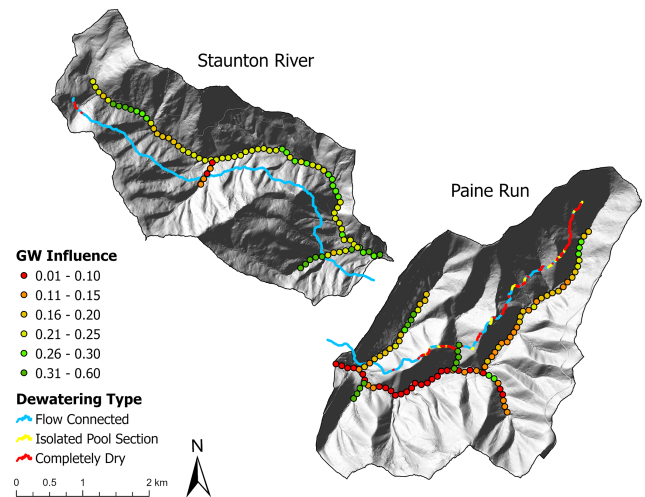 Staunton River
Paine Run
GW Influence
0.01 - 0.10
0.11 - 0.15
0.16 - 0.20
0.21 - 0.25
0.26 - 0.30
0.31 - 0.60
Dewatering Type
Flow Connected
Isolated Pool Section
Completely Dry
N
0 1 2 km